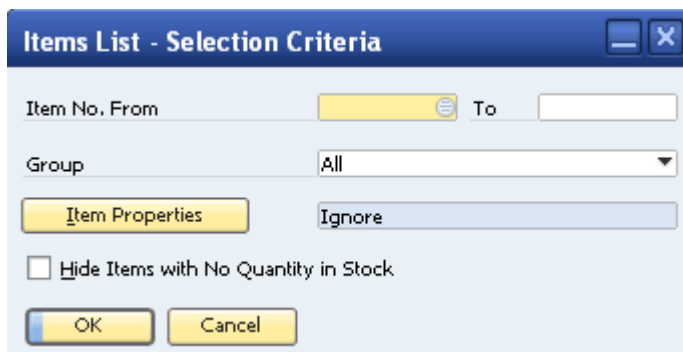 Items List - Selection Criteria
Item No. From To
Group All
Item Properties Ignore
Hide Items with No Quantity in Stock
OK Cancel